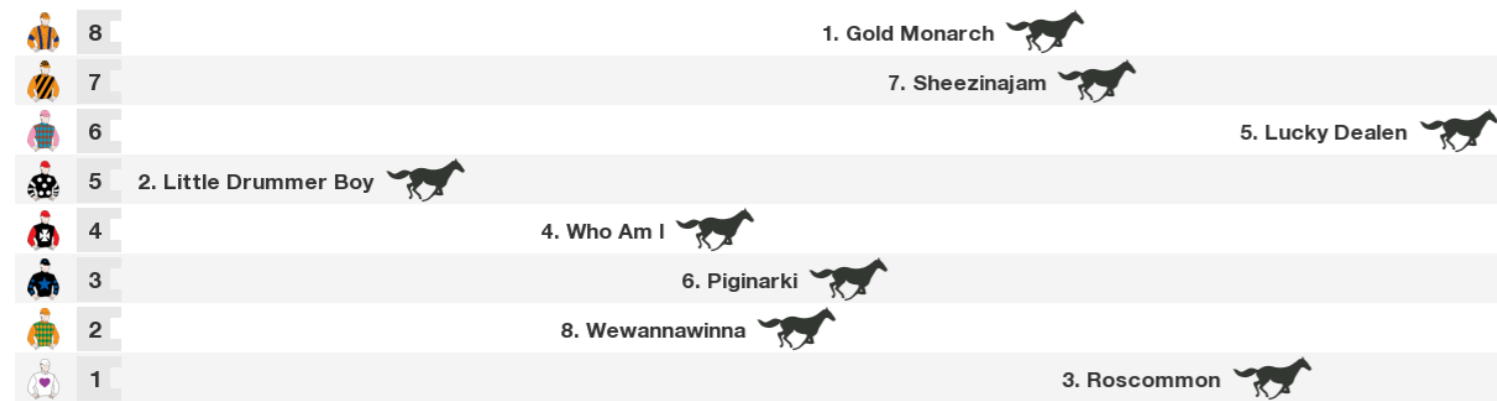 8 1. Gold Monarch
7 7. Sheezinajam
6 5. Lucky Dealen
5 2. Little Drummer Boy
4 4. Who Am I
3 6. Piginarki
2 8. Wewannawinna
1 3. Roscommon